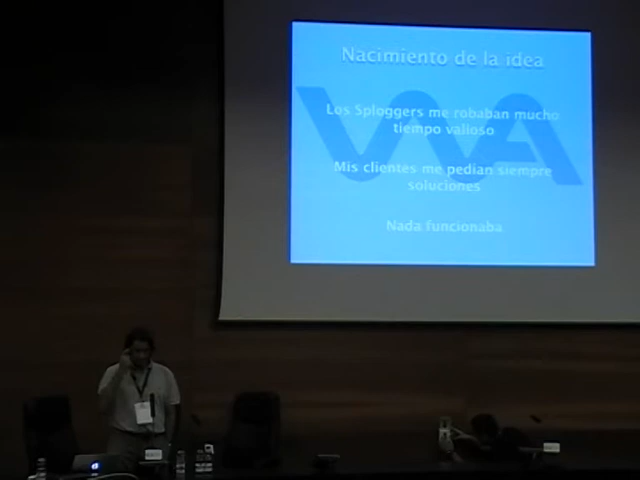 Nacimiento de la idea
Los Sploggers me robaban mucho
tiempo valioso
Mis clientes me pedian siempre
soluciones
Nada funcionaba